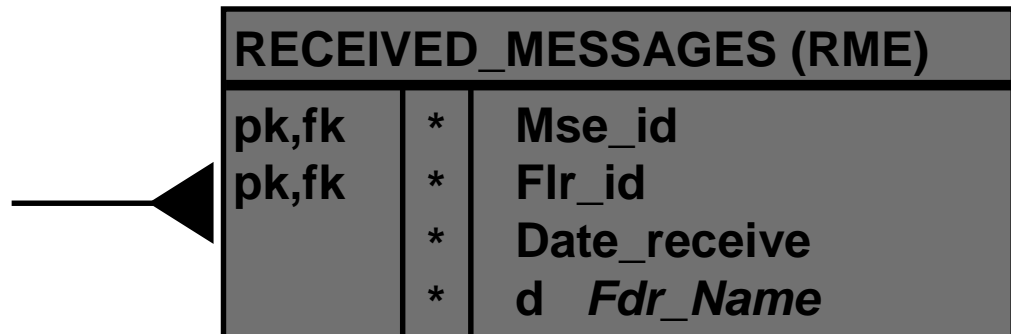 RECEIVED_MESSAGES (RME)
pk,fk * Mse_id
pk,fk * Flr_id
* Date_receive
* d Fdr_Name